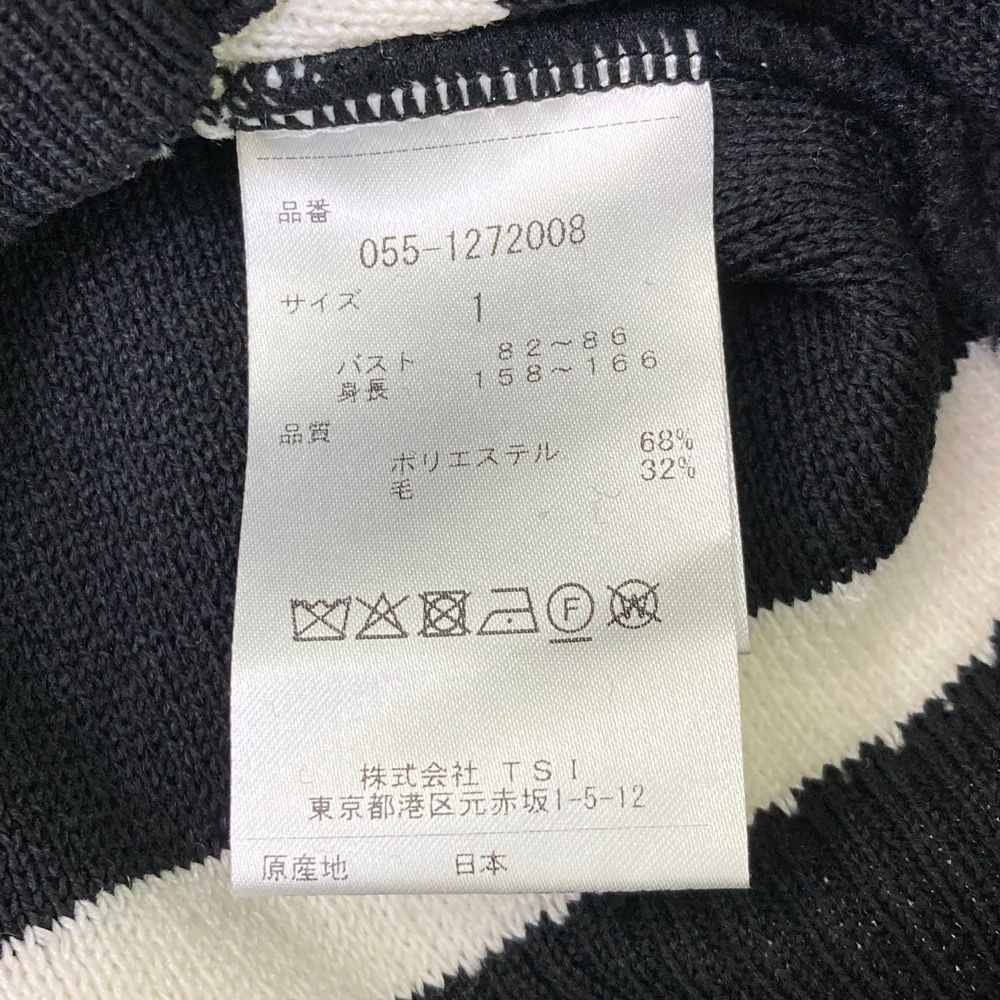 品番
055-1272008
サイズ 1
バスト 82～86
身長 158～166
品質
ポリエステル 68%
毛 32%
F W
株式会社 TSI
東京都港区元赤坂1-5-12
原産地 日本